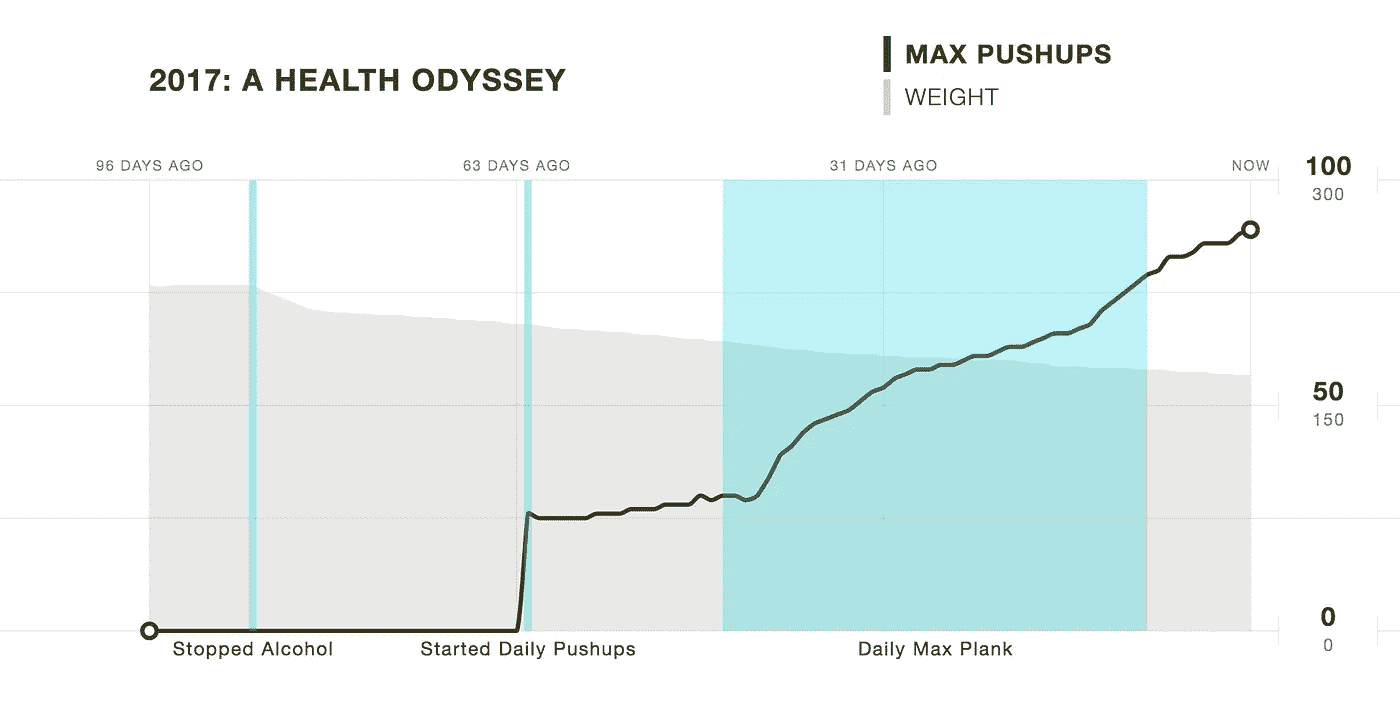 2017: A HEALTH ODYSSEY
MAX PUSHUPS
WEIGHT
96 DAYS AGO
63 DAYS AGO
31 DAYS AGO
NOW
100
300
50
150
0
0
Stopped Alcohol
Started Daily Pushups
Daily Max Plank